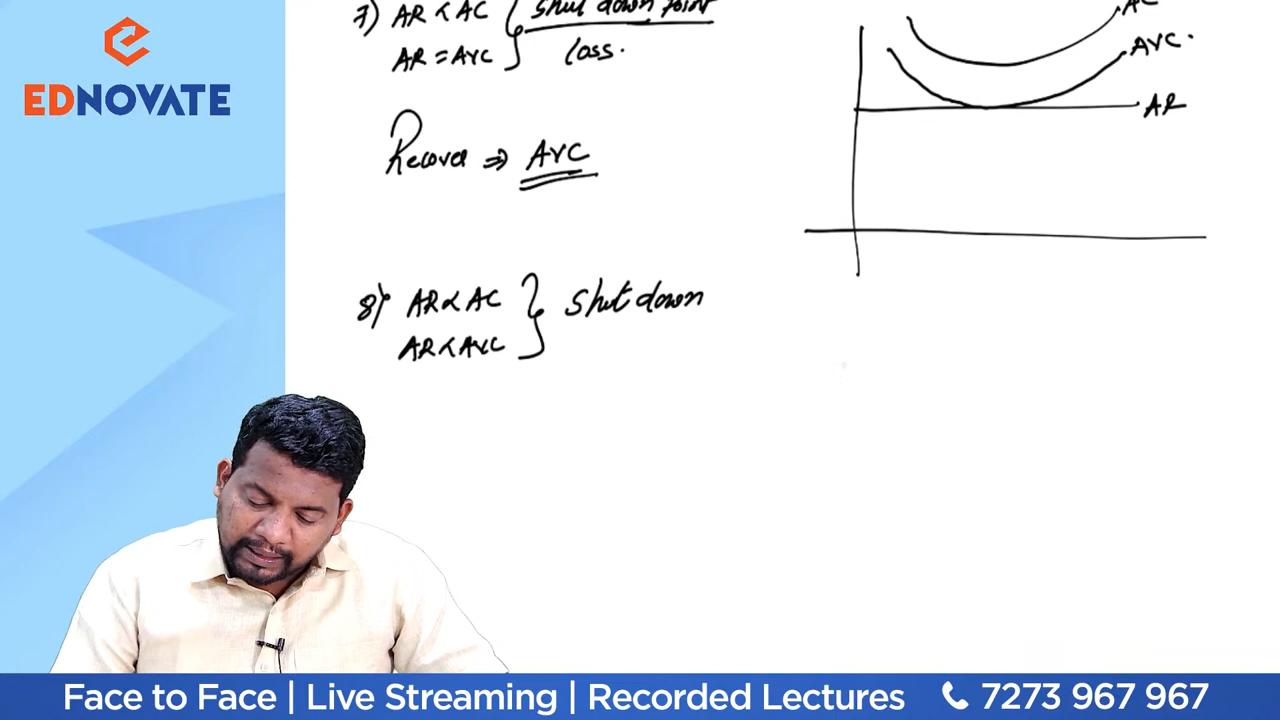 EDNOVATE
7) AR < AC } Shut down point
AR = AVC } Loss.
Recover ⇒ AVC
AC
AVC.
AR
8) AR < AC } Shut down
AR < AVC
Face to Face | Live Streaming | Recorded Lectures 7273 967 967